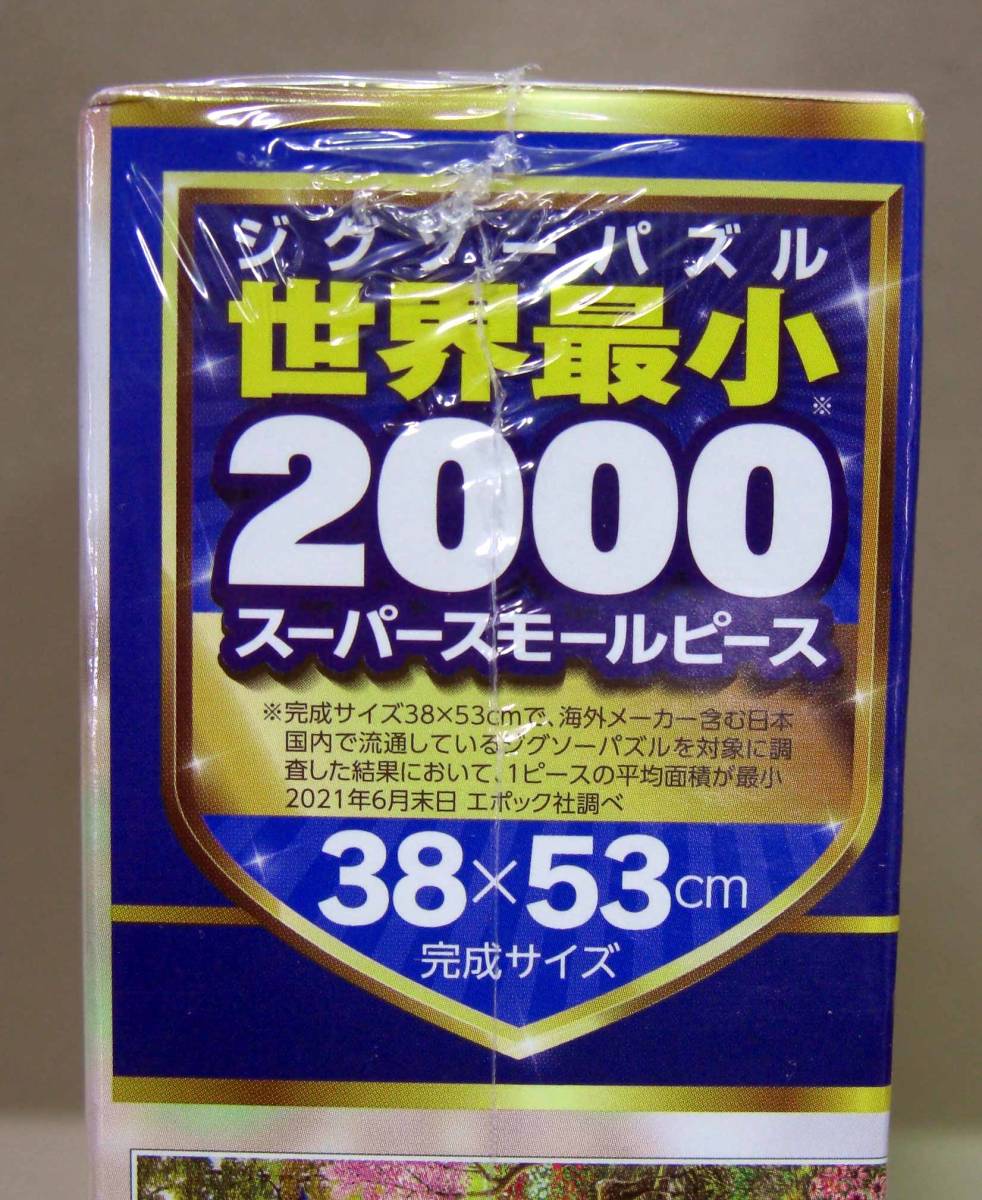 ジグソーパズル
世界最小※
2000
スーパースモールピース
※完成サイズ38×53cmで、海外メーカー含む日本
国内で流通しているジグソーパズルを対象に調
査した結果において、1ピースの平均面積が最小
2021年6月末日 エポック社調べ
38×53cm
完成サイズ